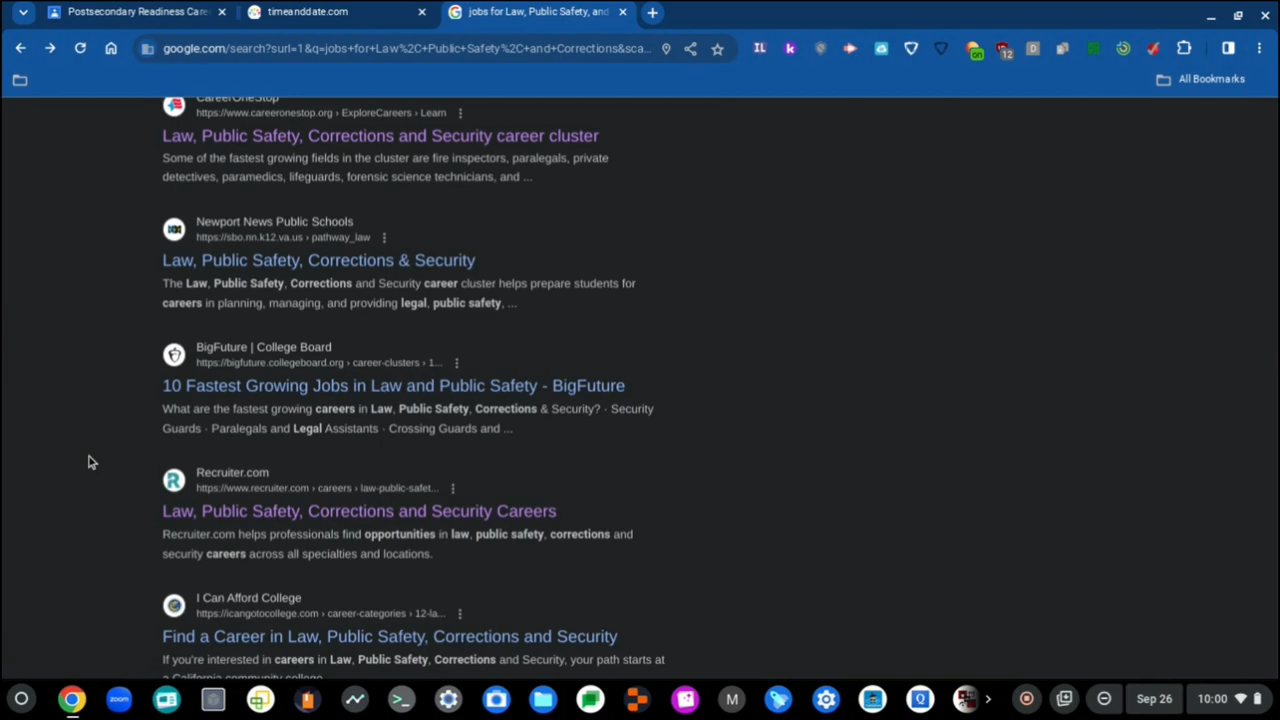 Postsecondary Readiness Care
timeanddate.com
jobs for Law, Public Safety, and
google.com/search?surl=1&q=jobs+for+Law%2C+Public+Safety%2C+and+Corrections&sca...
IL k on 12 D
All Bookmarks
CareerOneStop
https://www.careeronestop.org › ExploreCareers › Learn
Law, Public Safety, Corrections and Security career cluster
Some of the fastest growing fields in the cluster are fire inspectors, paralegals, private
detectives, paramedics, lifeguards, forensic science technicians, and ...
Newport News Public Schools
https://sbo.nn.k12.va.us › pathway_law
Law, Public Safety, Corrections & Security
The Law, Public Safety, Corrections and Security career cluster helps prepare students for
careers in planning, managing, and providing legal, public safety, ...
BigFuture | College Board
https://bigfuture.collegeboard.org › career-clusters › 1...
10 Fastest Growing Jobs in Law and Public Safety - BigFuture
What are the fastest growing careers in Law, Public Safety, Corrections & Security? · Security
Guards · Paralegals and Legal Assistants · Crossing Guards and ...
Recruiter.com
https://www.recruiter.com › careers › law-public-safet...
Law, Public Safety, Corrections and Security Careers
Recruiter.com helps professionals find opportunities in law, public safety, corrections and
security careers across all specialties and locations.
I Can Afford College
https://icangotocollege.com › career-categories › 12-la...
Find a Career in Law, Public Safety, Corrections and Security
If you're interested in careers in Law, Public Safety, Corrections and Security, your path starts at
a California community college
zoom M Q Sep 26 10:00